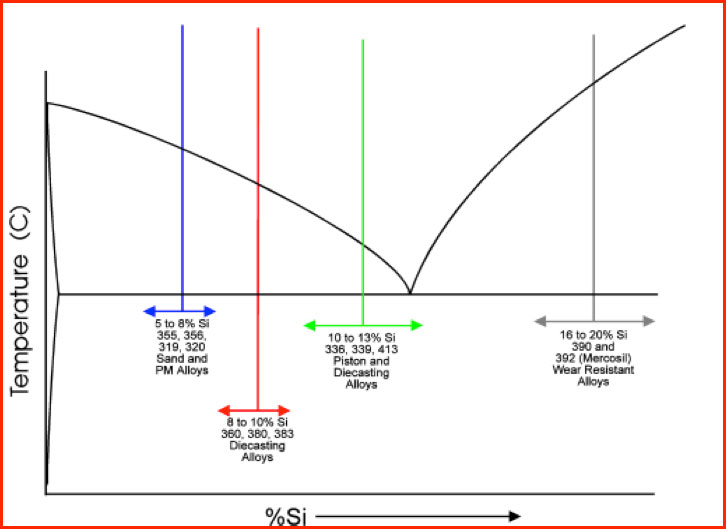 Temperature (C)
5 to 8% Si
355, 356,
319, 320
Sand and
PM Alloys
8 to 10% Si
360, 380, 383
Diecasting
Alloys
10 to 13% Si
336, 339, 413
Piston and
Diecasting
Alloys
16 to 20% Si
390 and
392 (Mercosil)
Wear Resistant
Alloys
%Si